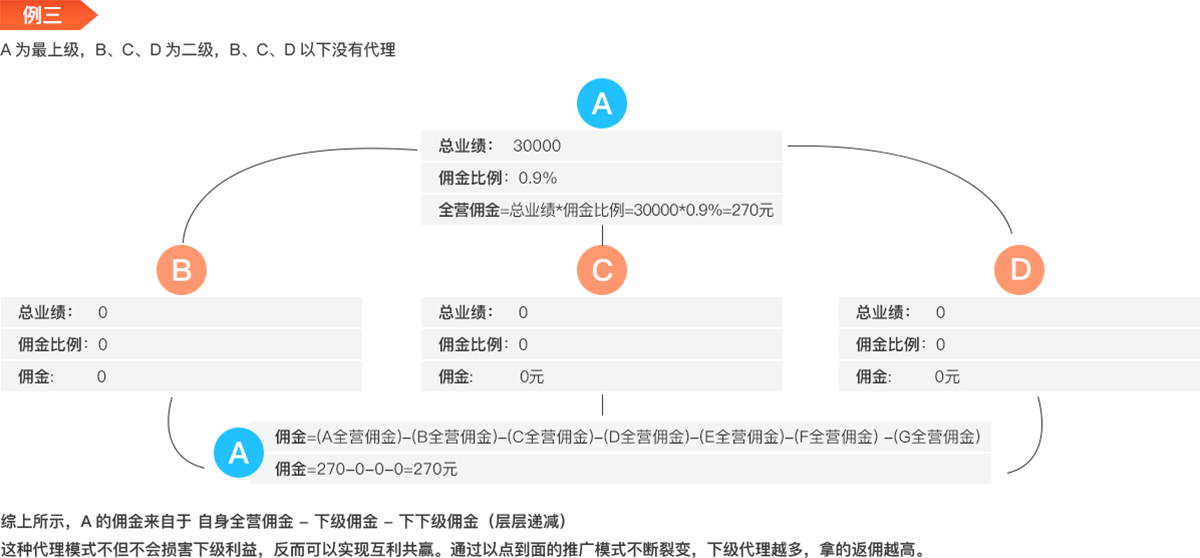 例三
A 为最上级，B、C、D 为二级，B、C、D 以下没有代理
A
总业绩： 30000
佣金比例：0.9%
全营佣金=总业绩*佣金比例=30000*0.9%=270元
B
C
D
总业绩： 0
总业绩： 0
总业绩： 0
佣金比例：0
佣金比例：0
佣金比例：0
佣金: 0
佣金: 0元
佣金: 0元
A
佣金=(A全营佣金)-(B全营佣金)-(C全营佣金)-(D全营佣金)-(E全营佣金)-(F全营佣金) -(G全营佣金)
佣金=270-0-0-0=270元
综上所示，A 的佣金来自于 自身全营佣金 – 下级佣金 – 下下级佣金（层层递减）
这种代理模式不但不会损害下级利益，反而可以实现互利共赢。通过以点到面的推广模式不断裂变，下级代理越多，拿的返佣越高。